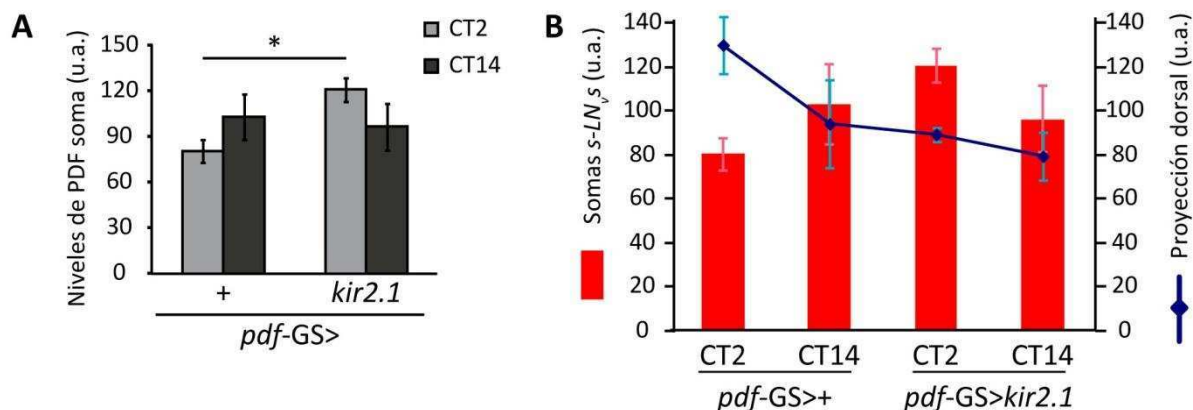 A
Niveles de PDF soma (u.a.)
150
120
90
60
30
0
*
CT2
CT14
+ kir2.1
pdf-GS>
B
Somas s-LNvs (u.a.)
140
120
100
80
60
40
20
0
140
120
100
80
60
40
20
0
Proyección dorsal (u.a.)
CT2 CT14 CT2 CT14
pdf-GS>+ pdf-GS>kir2.1